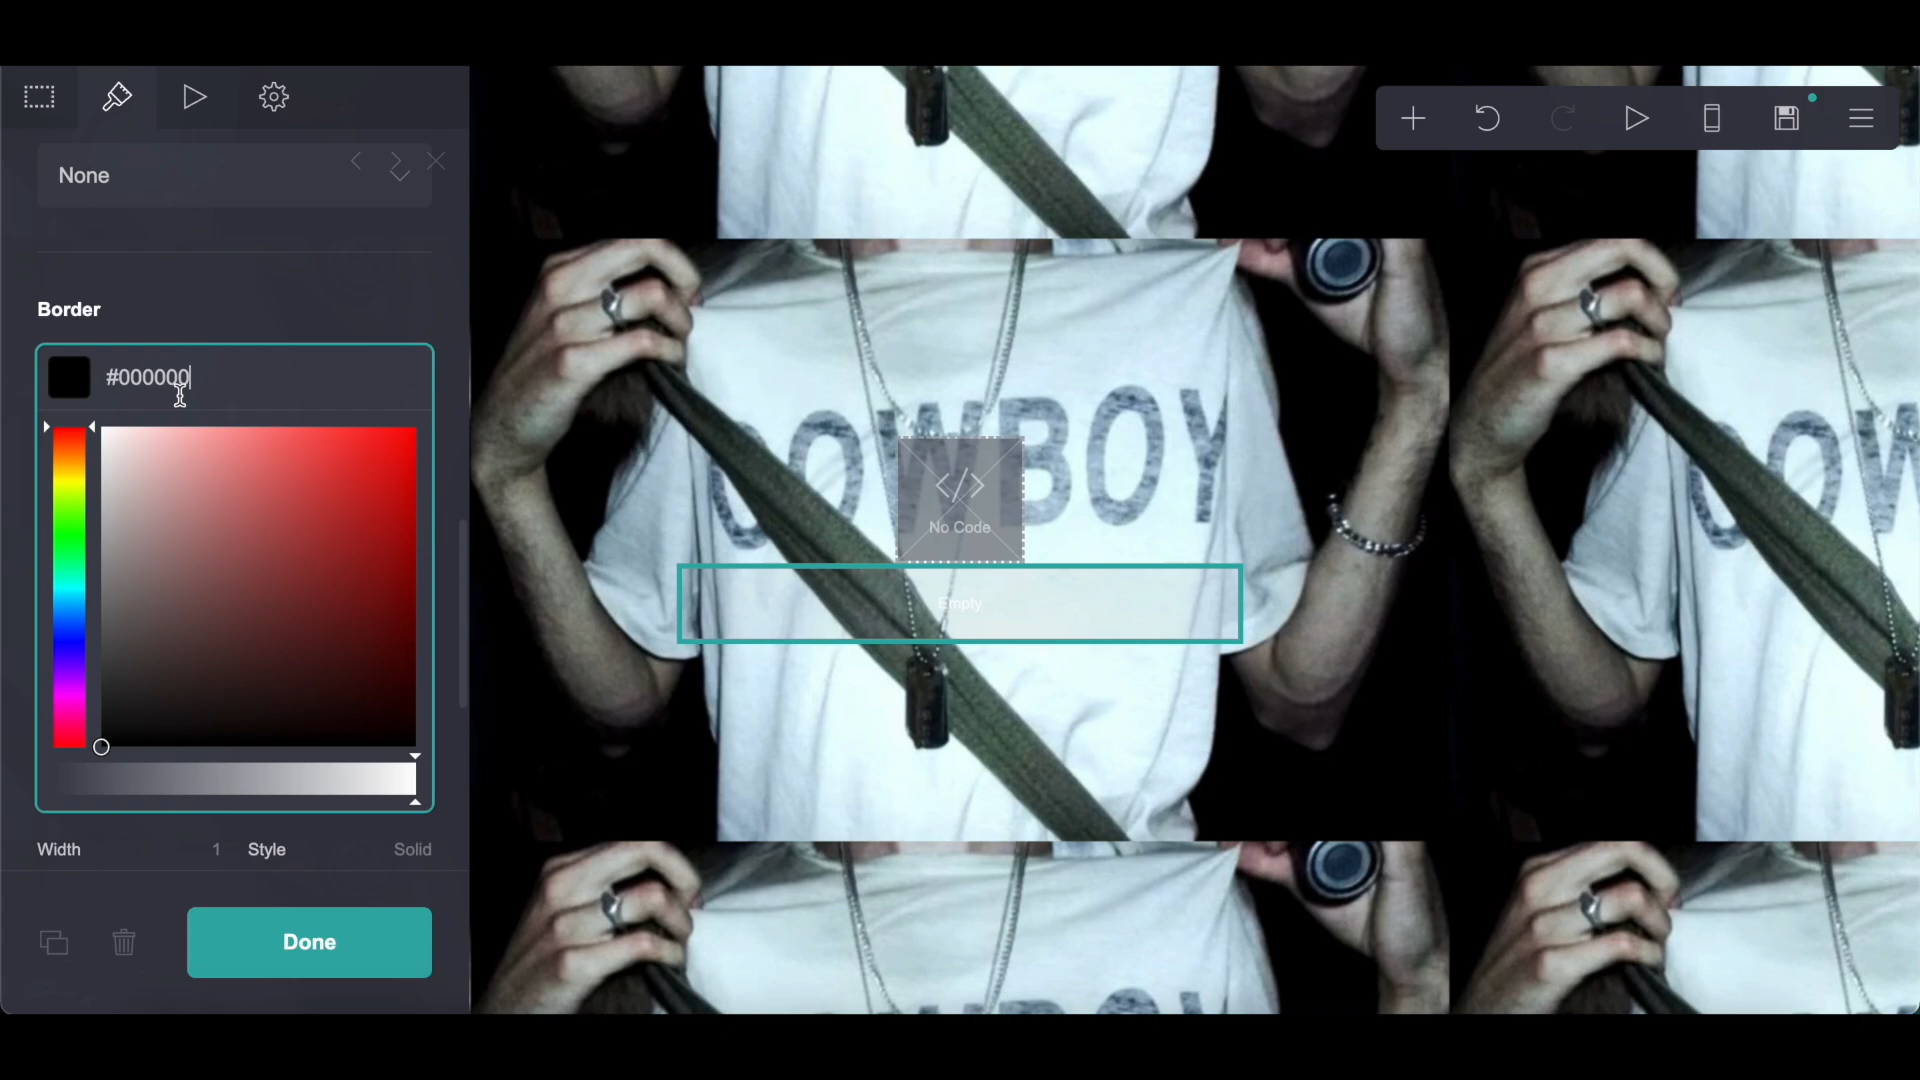 None
Border
#000000
Width 1 Style Solid
Done
COWBOY
No Code
Empty